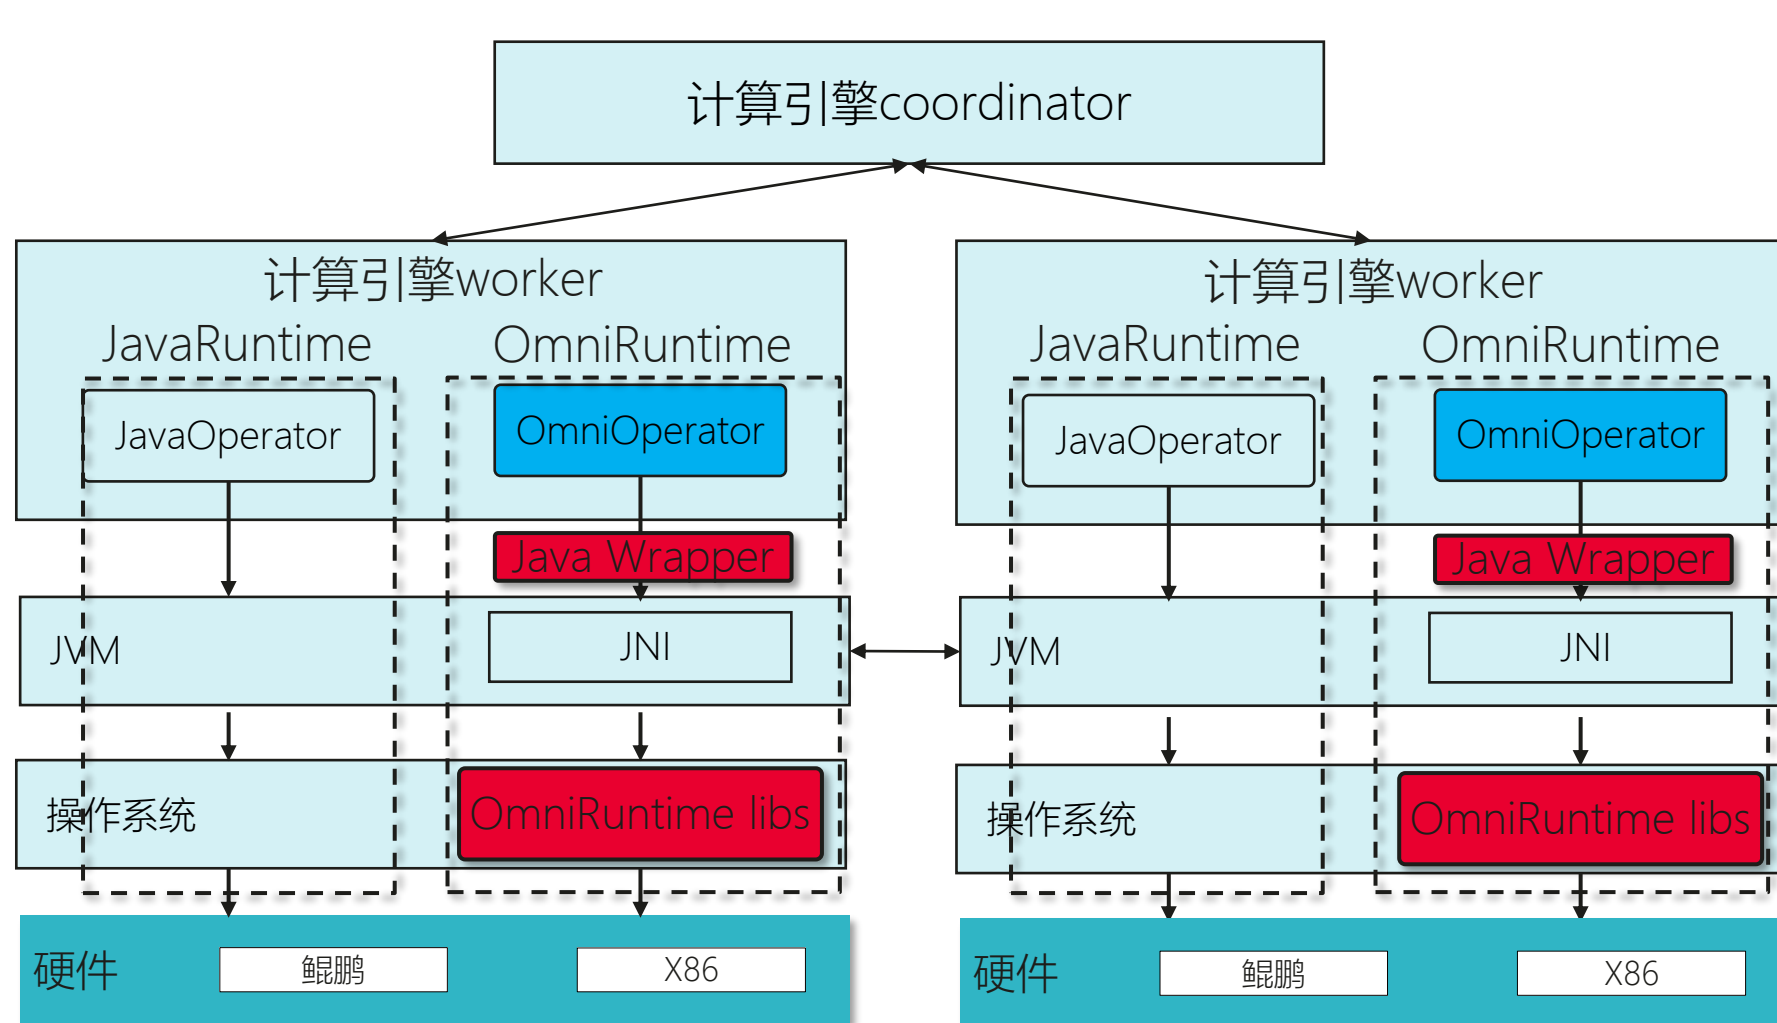 计算引擎coordinator
计算引擎worker
JavaRuntime
OmniRuntime
JavaOperator
OmniOperator
Java Wrapper
JVM
JNI
操作系统
OmniRuntime libs
硬件
鲲鹏
X86
计算引擎worker
JavaRuntime
OmniRuntime
JavaOperator
OmniOperator
Java Wrapper
JVM
JNI
操作系统
OmniRuntime libs
硬件
鲲鹏
X86